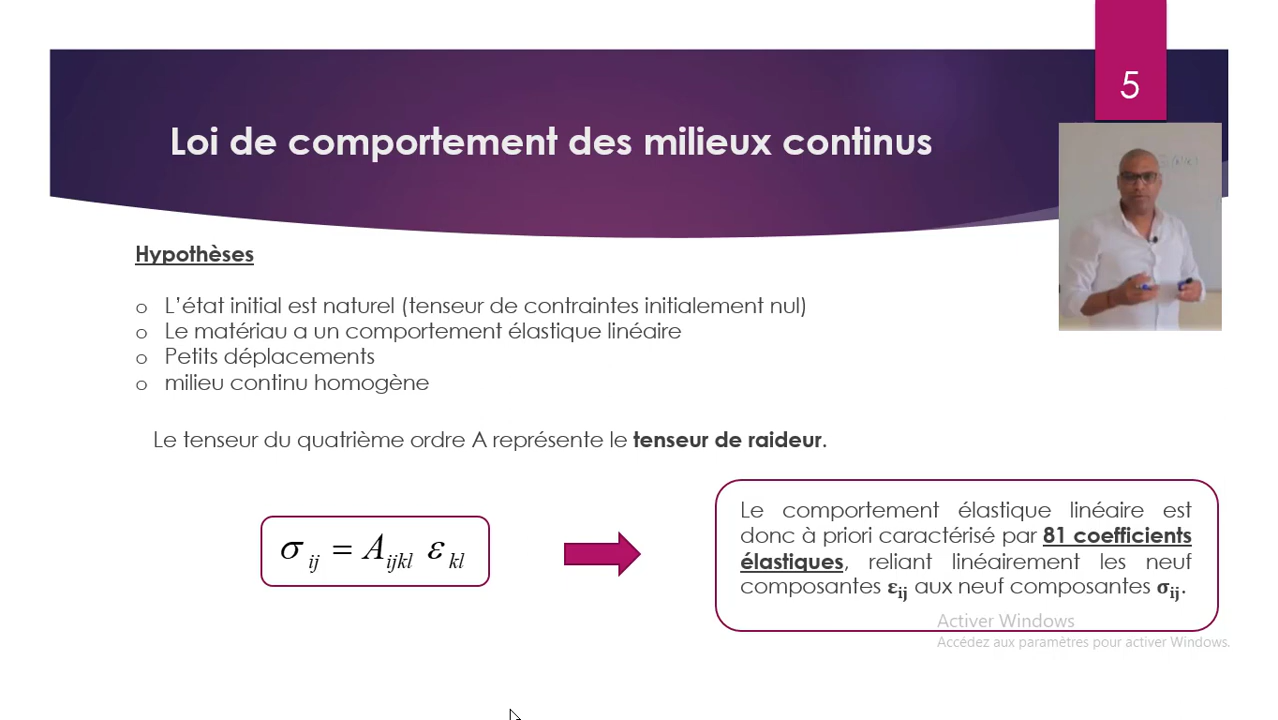 5
Loi de comportement des milieux continus
Hypothèses
o L'état initial est naturel (tenseur de contraintes initialement nul)
o Le matériau a un comportement élastique linéaire
o Petits déplacements
o milieu continu homogène
Le tenseur du quatrième ordre A représente le tenseur de raideur.
σ ij = A ijkl ε kl
Le comportement élastique linéaire est
donc à priori caractérisé par 81 coefficients
élastiques, reliant linéairement les neuf
composantes εij aux neuf composantes σij.
Activer Windows
Accédez aux paramètres pour activer Windows.